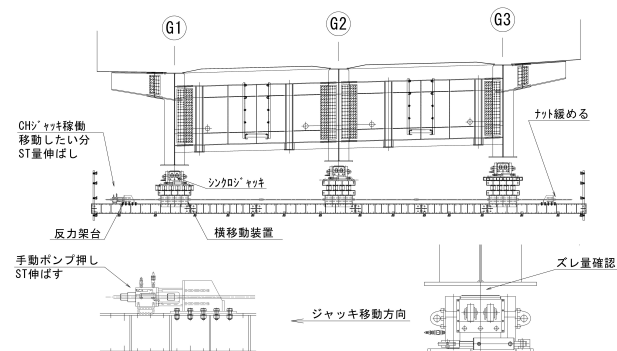 G1
G2
G3
CHｼﾞｬｯｷ稼働
移動したい分
ST量伸ばし
ﾅｯﾄ緩める
ｼﾝｸﾛｼﾞｬｯｷ
反力架台
横移動装置
手動ポンプ押し
ST伸ばす
ズレ量確認
ジャッキ移動方向